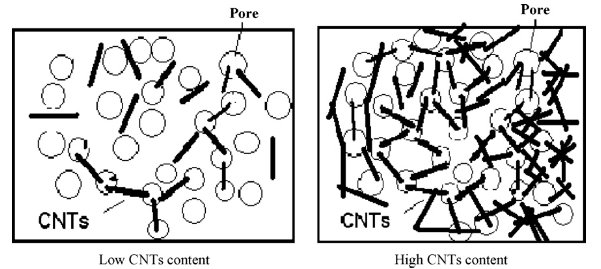 Pore
Pore
CNTs
CNTs
Low CNTs content
High CNTs content